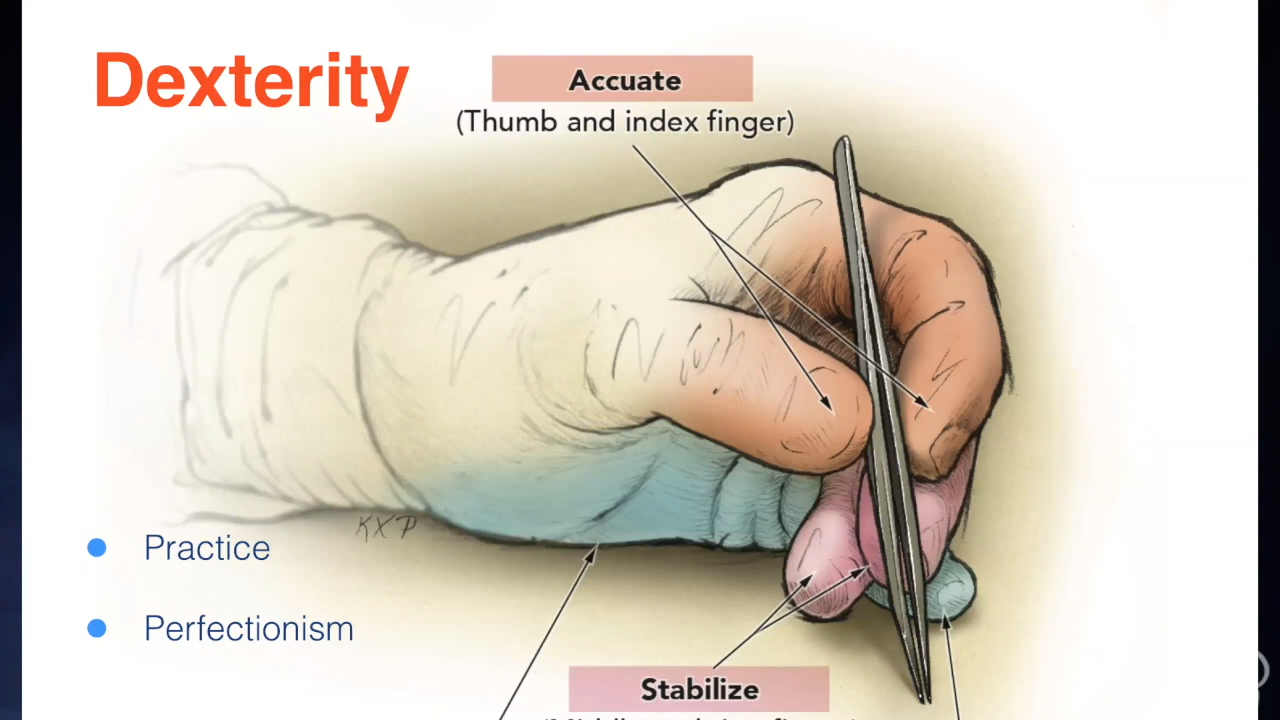 Dexterity
Accuate
(Thumb and index finger)
KXP
Practice
Perfectionism
Stabilize